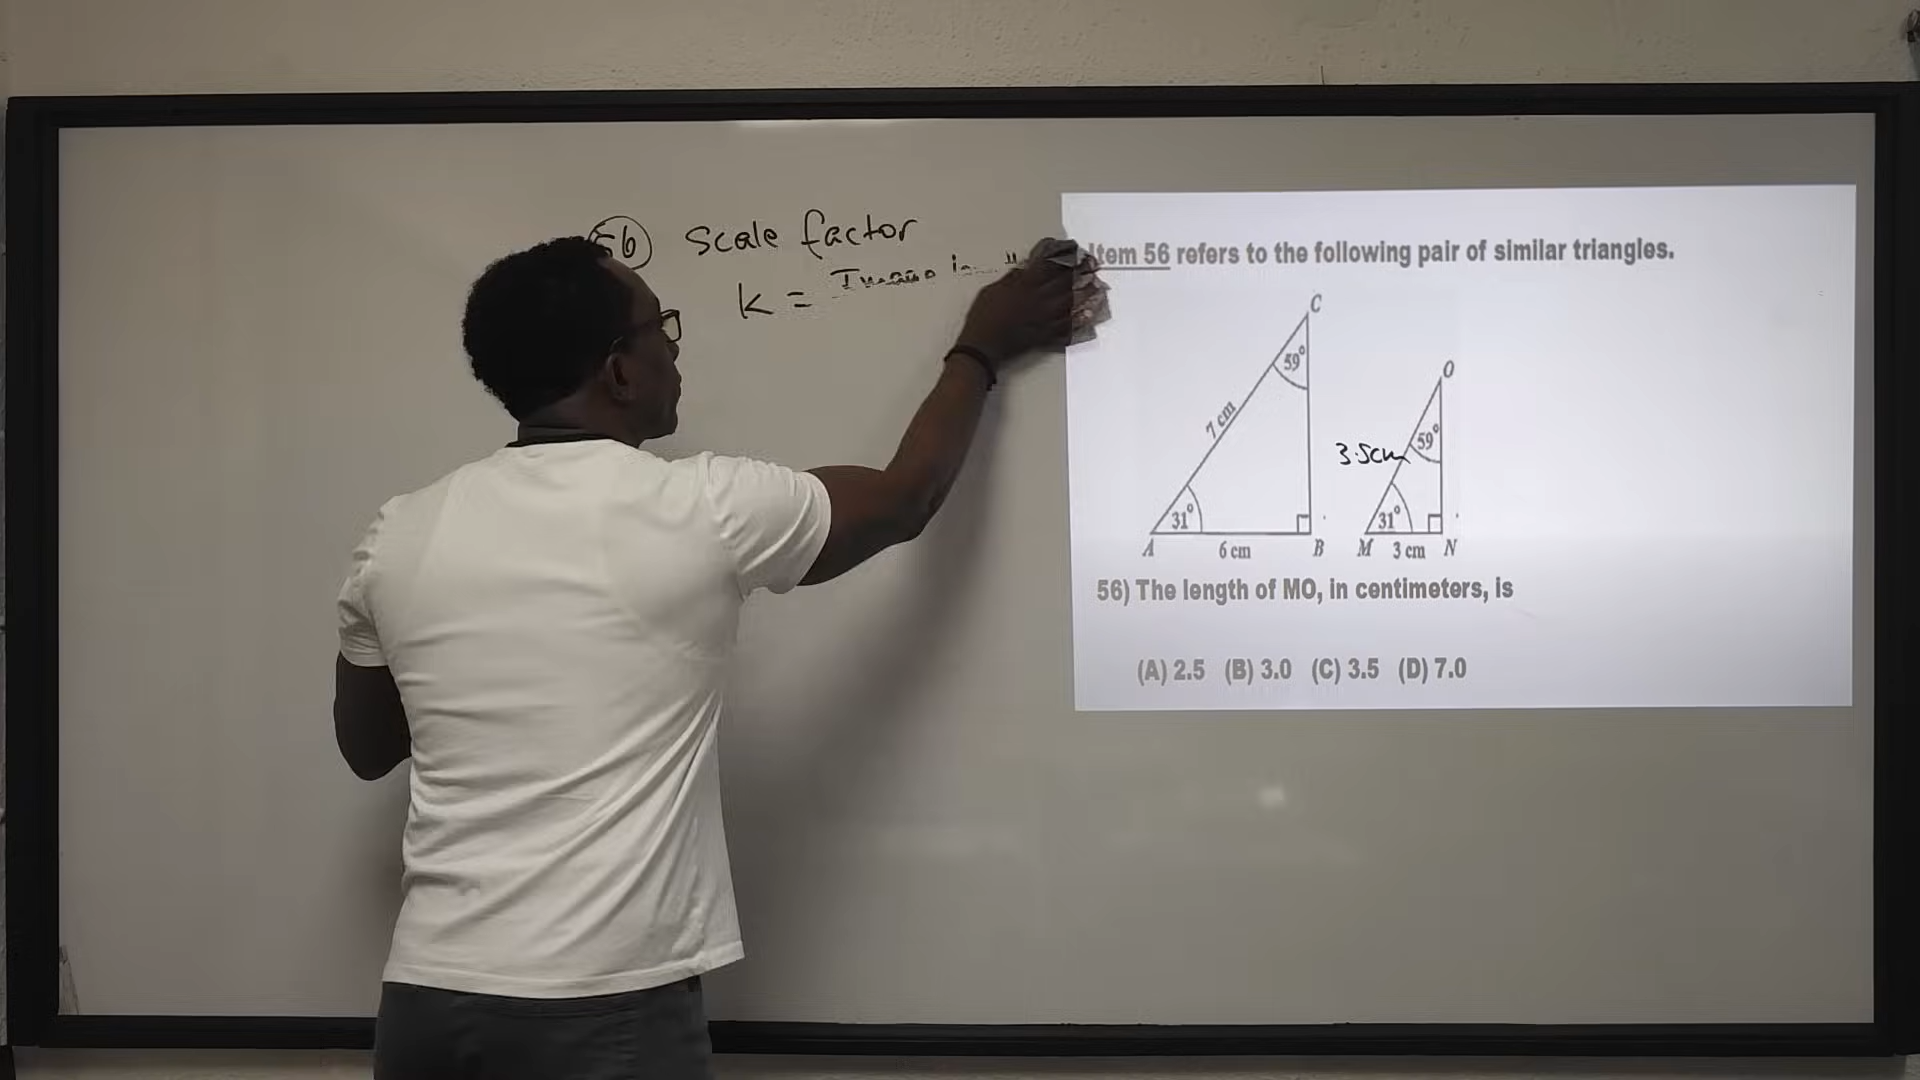 56 Scale factor
K =
Item 56 refers to the following pair of similar triangles.
C
59°
7 cm
31°
A 6 cm B
O
59°
3.5cm
31°
M 3 cm N
56) The length of MO, in centimeters, is
(A) 2.5 (B) 3.0 (C) 3.5 (D) 7.0